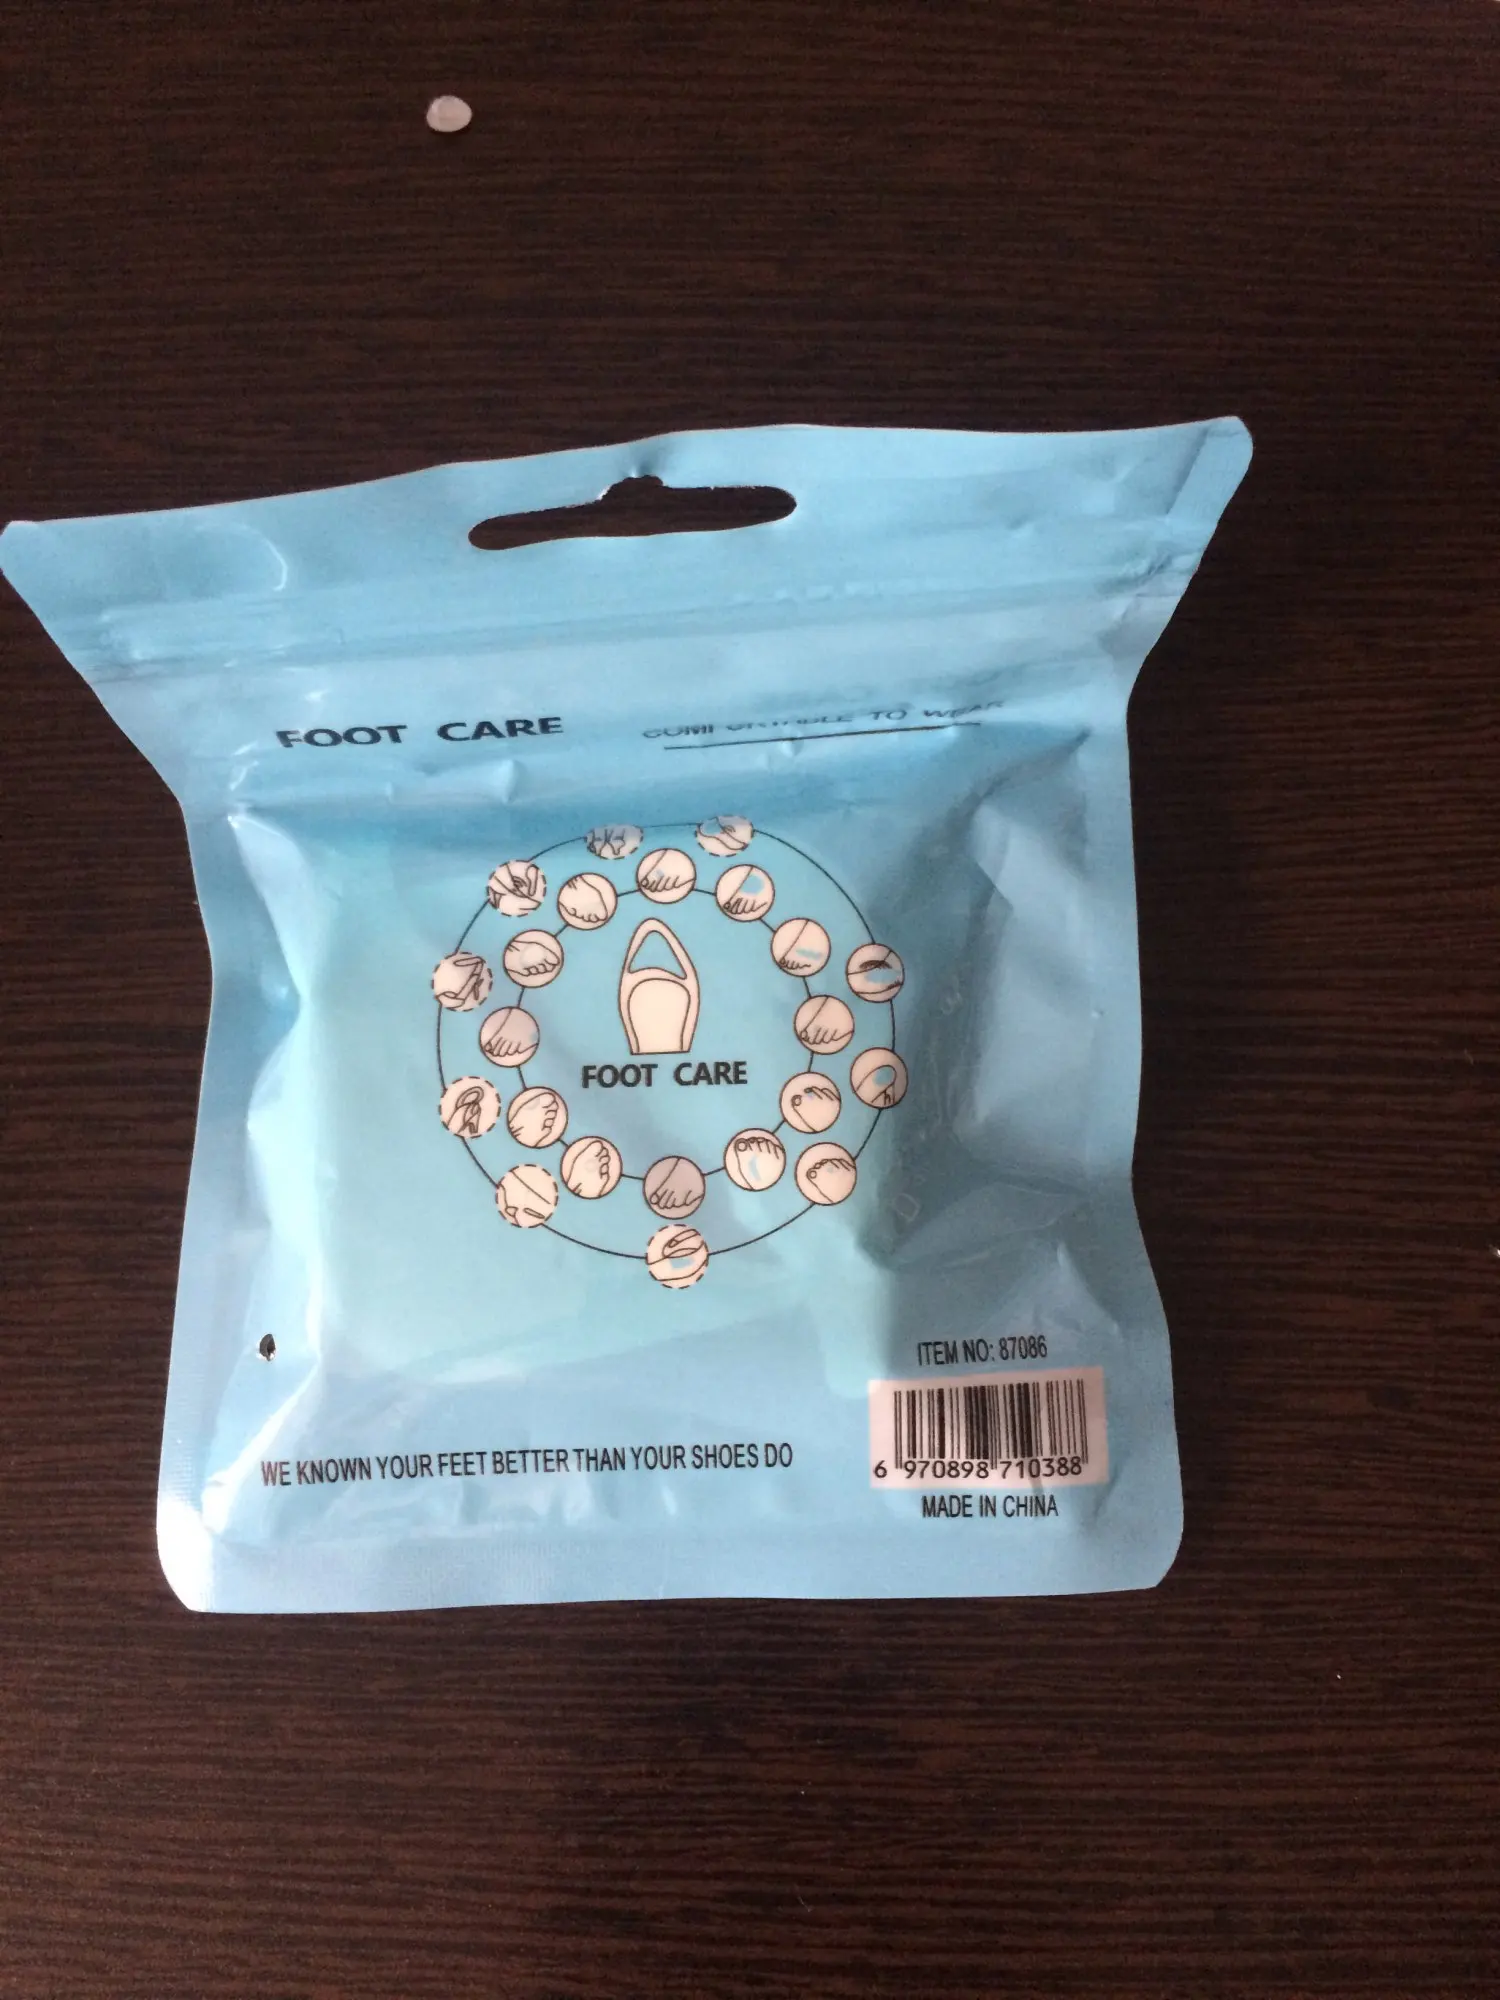 FOOT CARE
COMFORTABLE TO WEAR
FOOT CARE
ITEM NO: 87086
6 970898 710388
WE KNOWN YOUR FEET BETTER THAN YOUR SHOES DO
MADE IN CHINA